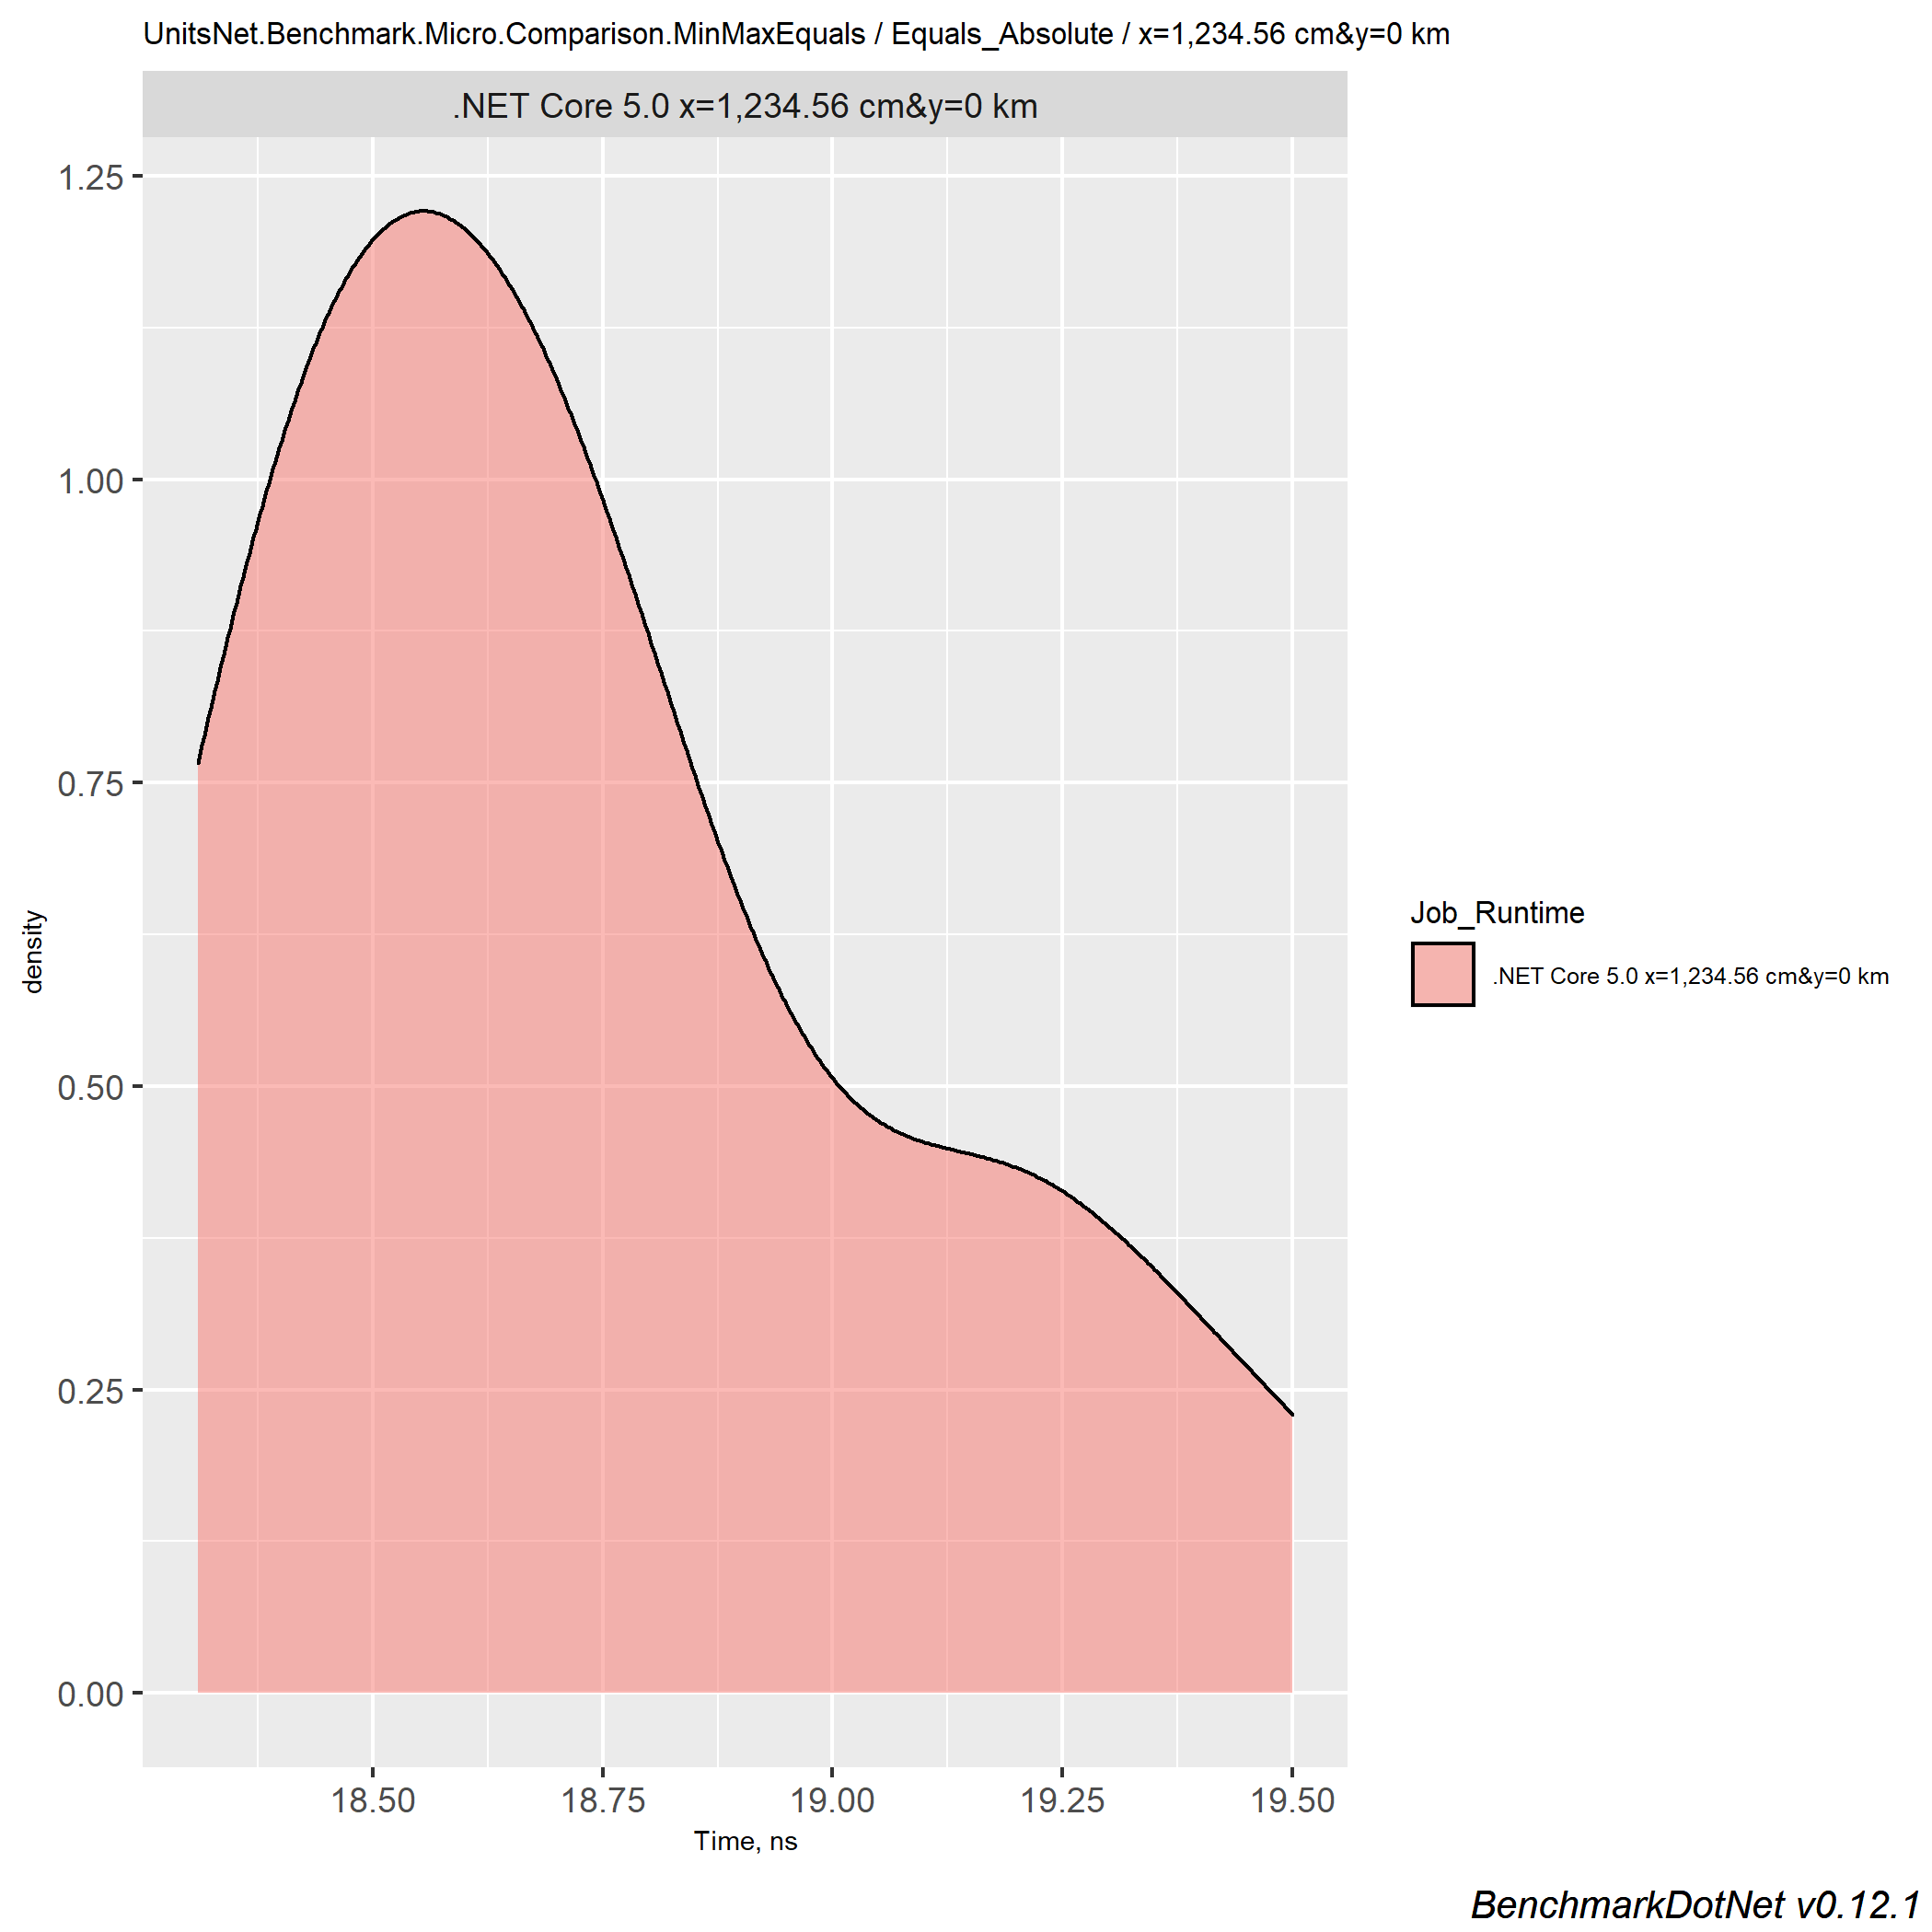 UnitsNet.Benchmark.Micro.Comparison.MinMaxEquals / Equals_Absolute / x=1,234.56 cm&y=0 km
.NET Core 5.0 x=1,234.56 cm&y=0 km
1.25
1.00
0.75
0.50
0.25
0.00
density
18.50 18.75 19.00 19.25 19.50
Time, ns
Job_Runtime
.NET Core 5.0 x=1,234.56 cm&y=0 km
BenchmarkDotNet v0.12.1